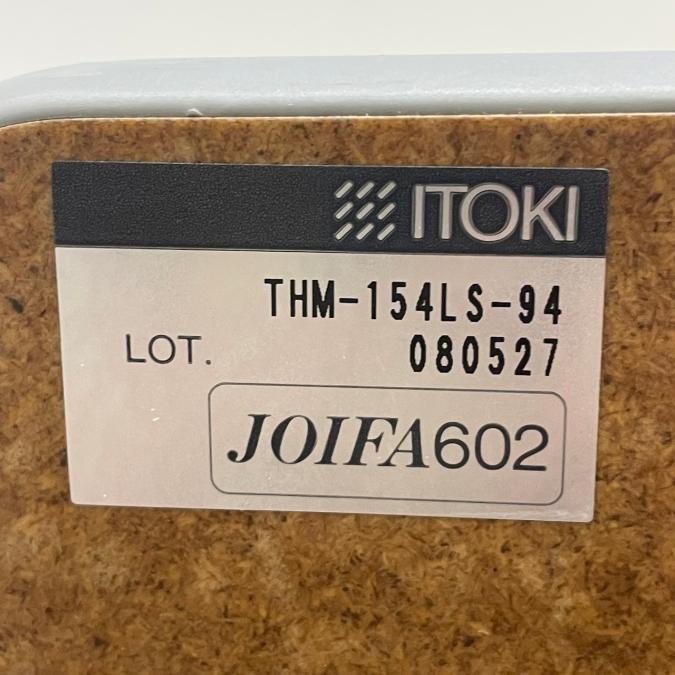 ITOKI
THM-154LS-94
LOT. 080527
JOIFA602